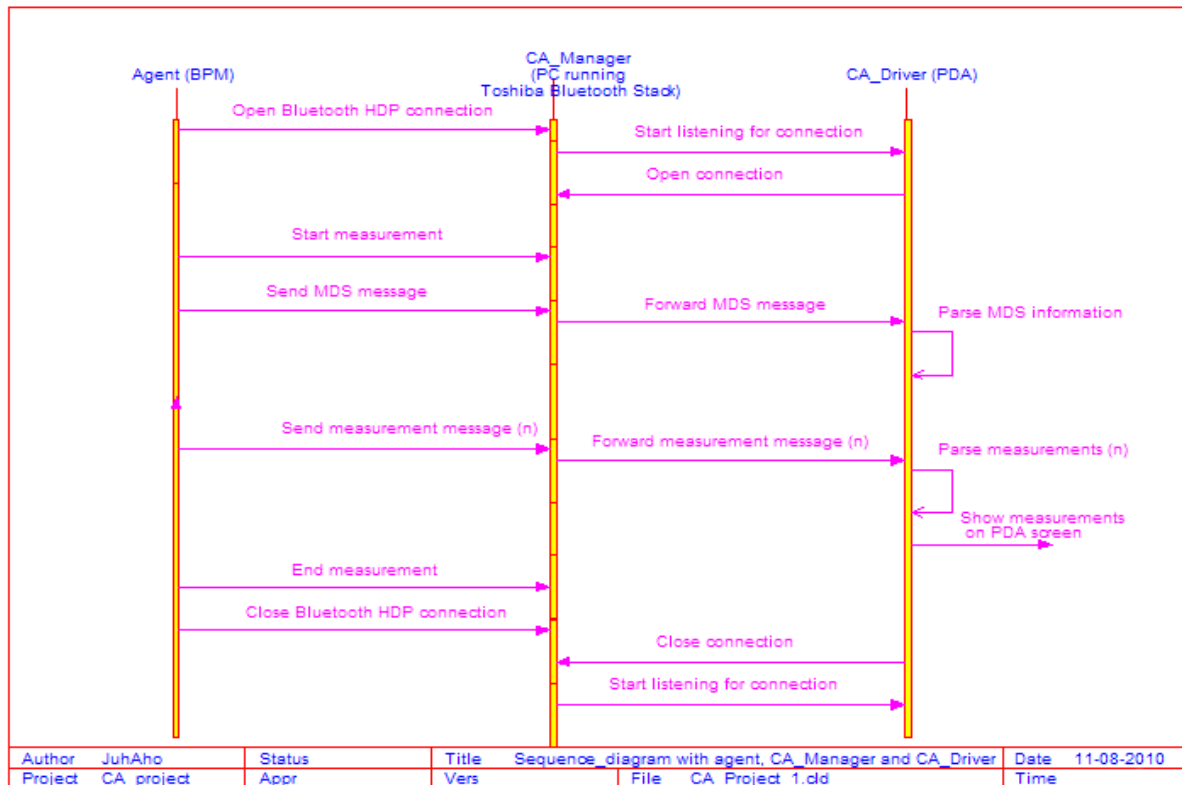 Agent (BPM)
CA_Manager
(PC running
Toshiba Bluetooth Stack)
CA_Driver (PDA)
Open Bluetooth HDP connection
Start listening for connection
Open connection
Start measurement
Send MDS message
Forward MDS message
Parse MDS information
Send measurement message (n)
Forward measurement message (n)
Parse measurements (n)
Show measurements
on PDA screen
End measurement
Close Bluetooth HDP connection
Close connection
Start listening for connection
Author JuhAho Status Title Sequence_diagram with agent, CA_Manager and CA_Driver Date 11-08-2010
Project CA_project Appr Vers File CA_Project_1.cld Time